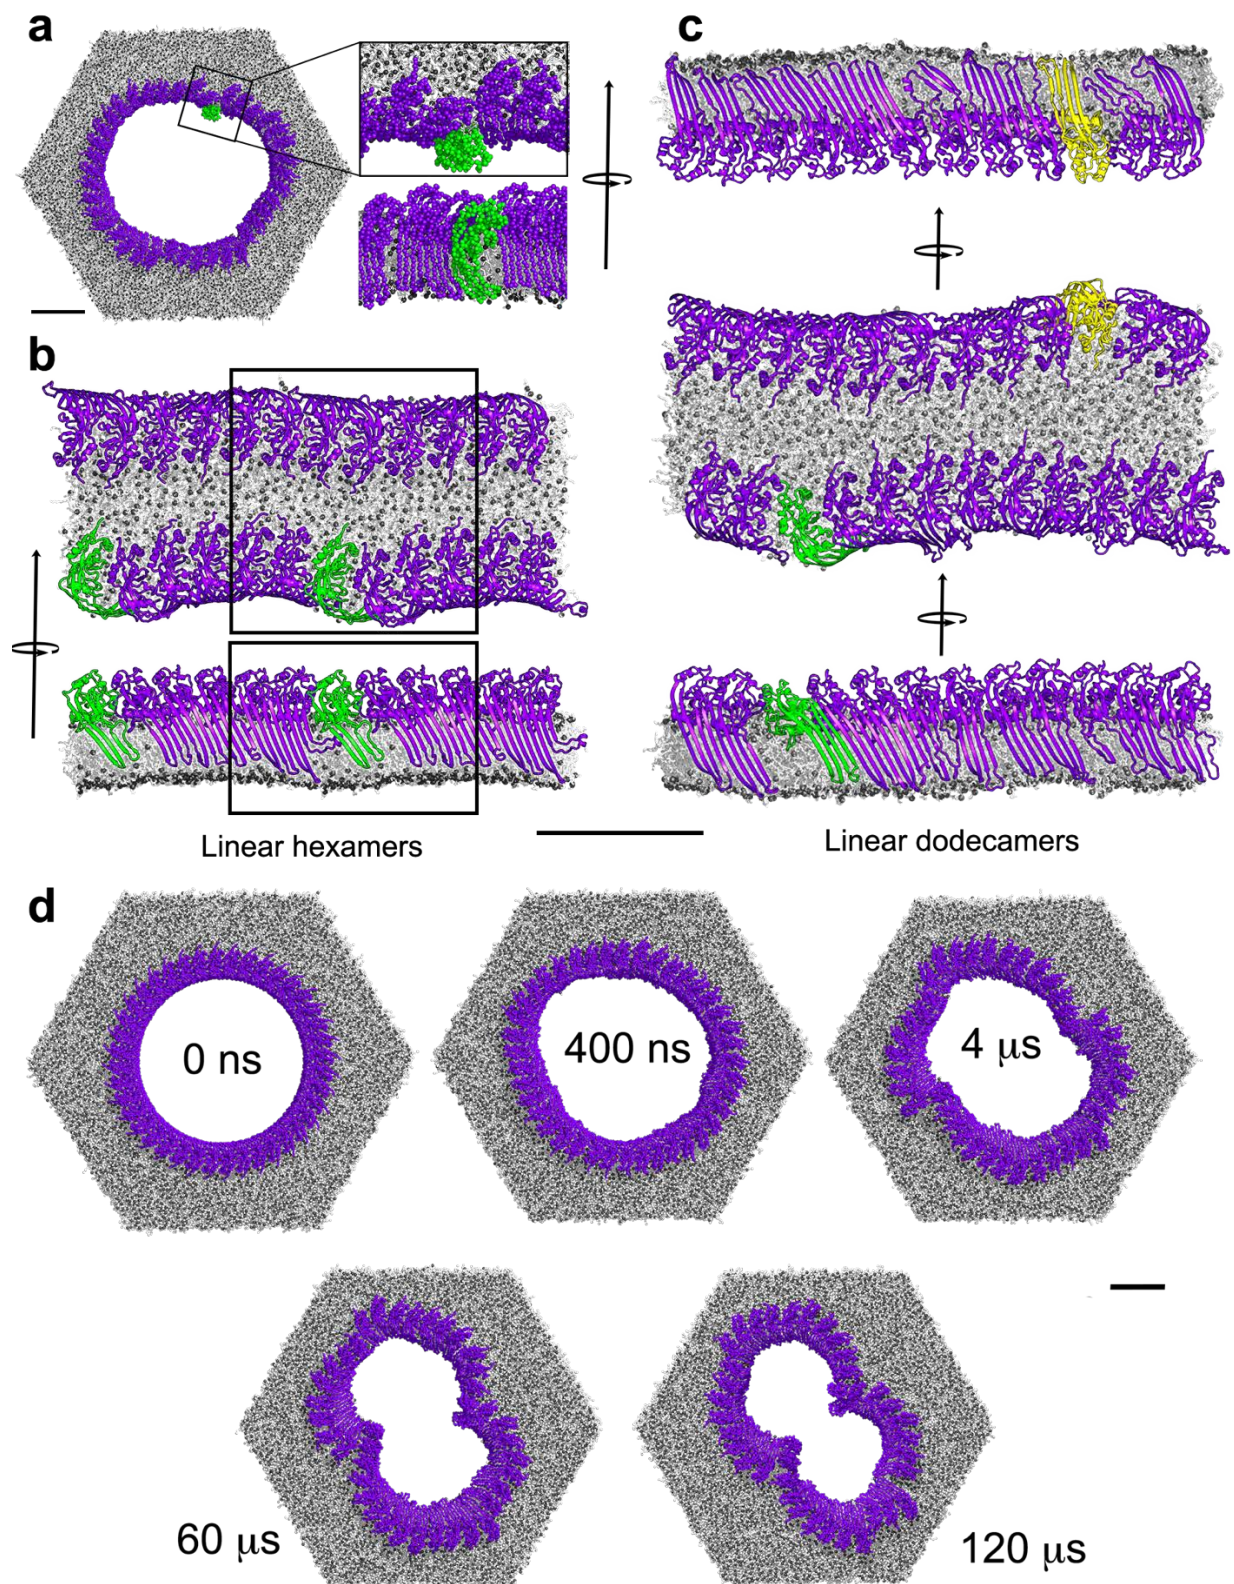 a
c
b
Linear hexamers
Linear dodecamers
d
0 ns
400 ns
4 μs
60 μs
120 μs